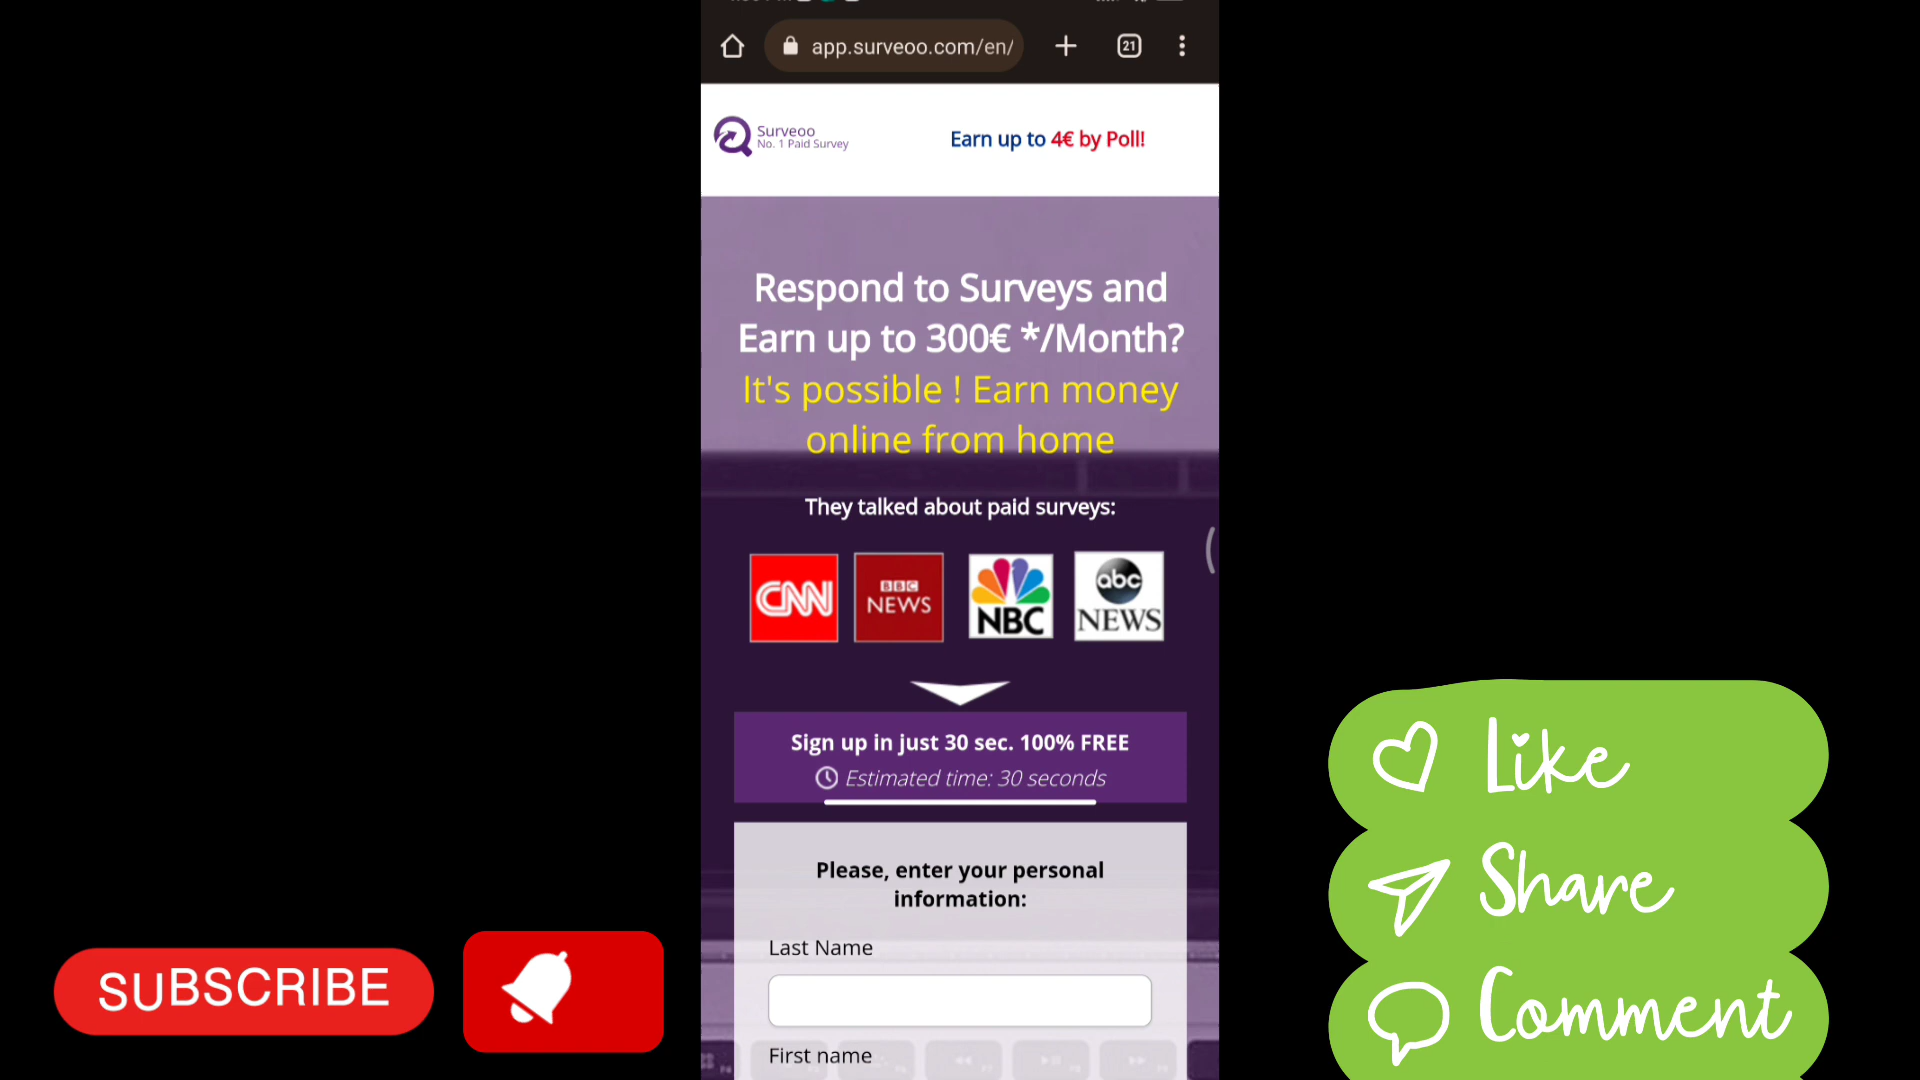 app.surveoo.com/en/
21
Surveoo
No. 1 Paid Survey
Earn up to 4€ by Poll!
Respond to Surveys and
Earn up to 300€ */Month?
It's possible ! Earn money
online from home
They talked about paid surveys:
CNN
BBC
NEWS
NBC
abc
NEWS
Sign up in just 30 sec. 100% FREE
Estimated time: 30 seconds
Please, enter your personal
information:
Last Name
First name
SUBSCRIBE
Like
Share
Comment